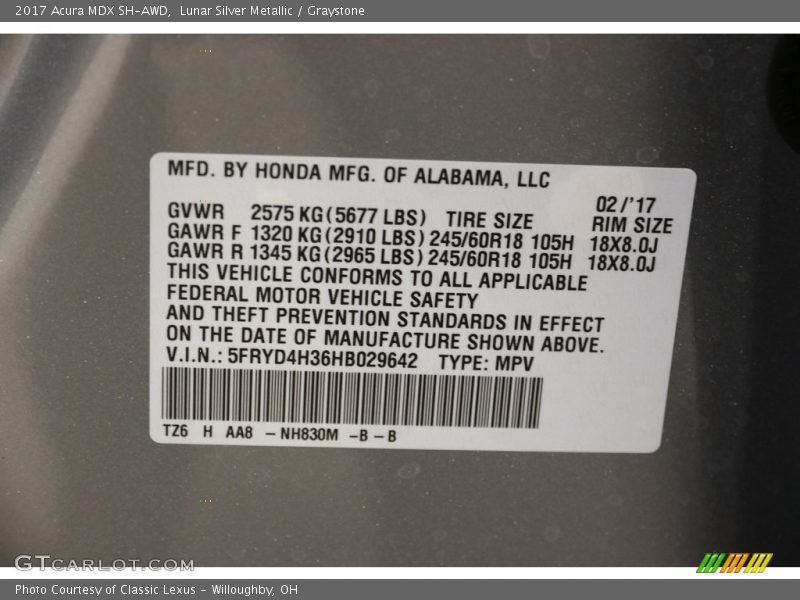 2017 Acura MDX SH-AWD, Lunar Silver Metallic / Graystone
MFD. BY HONDA MFG. OF ALABAMA, LLC
02/'17
GVWR 2575 KG(5677 LBS) TIRE SIZE RIM SIZE
GAWR F 1320 KG(2910 LBS) 245/60R18 105H 18X8.0J
GAWR R 1345 KG(2965 LBS) 245/60R18 105H 18X8.0J
THIS VEHICLE CONFORMS TO ALL APPLICABLE
FEDERAL MOTOR VEHICLE SAFETY
AND THEFT PREVENTION STANDARDS IN EFFECT
ON THE DATE OF MANUFACTURE SHOWN ABOVE.
V.I.N.: 5FRYD4H36HB029642 TYPE: MPV
TZ6 H AA8 - NH830M - B - B
GTCARLOT.COM
Photo Courtesy of Classic Lexus - Willoughby, OH